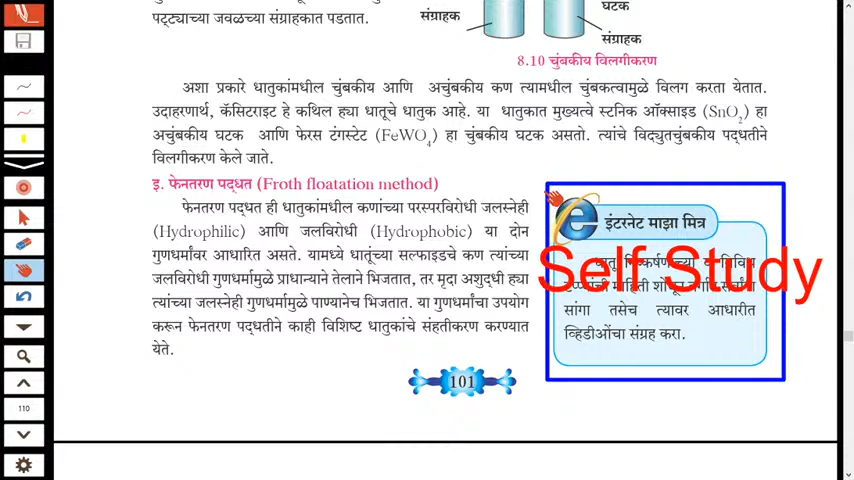 पट्ट्याच्या जवळच्या संग्राहकात पडतात.
संग्राहक
घटक
संग्राहक
8.10 चुंबकीय विलगीकरण
अशा प्रकारे धातुकांमधील चुंबकीय आणि अचुंबकीय कण त्यामधील चुंबकत्वामुळे विलग करता येतात.
उदाहरणार्थ, कॅसिटराइट हे कथिल ह्या धातूचे धातुक आहे. या धातुकात मुख्यत्वे स्टनिक ऑक्साइड (SnO2) हा
अचुंबकीय घटक आणि फेरस टंगस्टेट (FeWO4) हा चुंबकीय घटक असतो. त्यांचे विद्युतचुंबकीय पद्धतीने
विलगीकरण केले जाते.
इ. फेनतरण पद्धत (Froth floatation method)
फेनतरण पद्धत ही धातुकांमधील कणांच्या परस्परविरोधी जलस्नेही
(Hydrophilic) आणि जलविरोधी (Hydrophobic) या दोन
गुणधर्मांवर आधारित असते. यामध्ये धातूंच्या सल्फाइडचे कण त्यांच्या
जलविरोधी गुणधर्मामुळे प्राधान्याने तेलाने भिजतात, तर मृदा अशुद्धी ह्या
त्यांच्या जलस्नेही गुणधर्मामुळे पाण्यानेच भिजतात. या गुणधर्मांचा उपयोग
करून फेनतरण पद्धतीने काही विशिष्ट धातुकांचे संहतीकरण करण्यात
येते.
इंटरनेट माझा मित्र
Self Study
धातू
माहिती
सांगा तसेच त्यावर आधारीत
व्हिडीओंचा संग्रह करा.
101
110